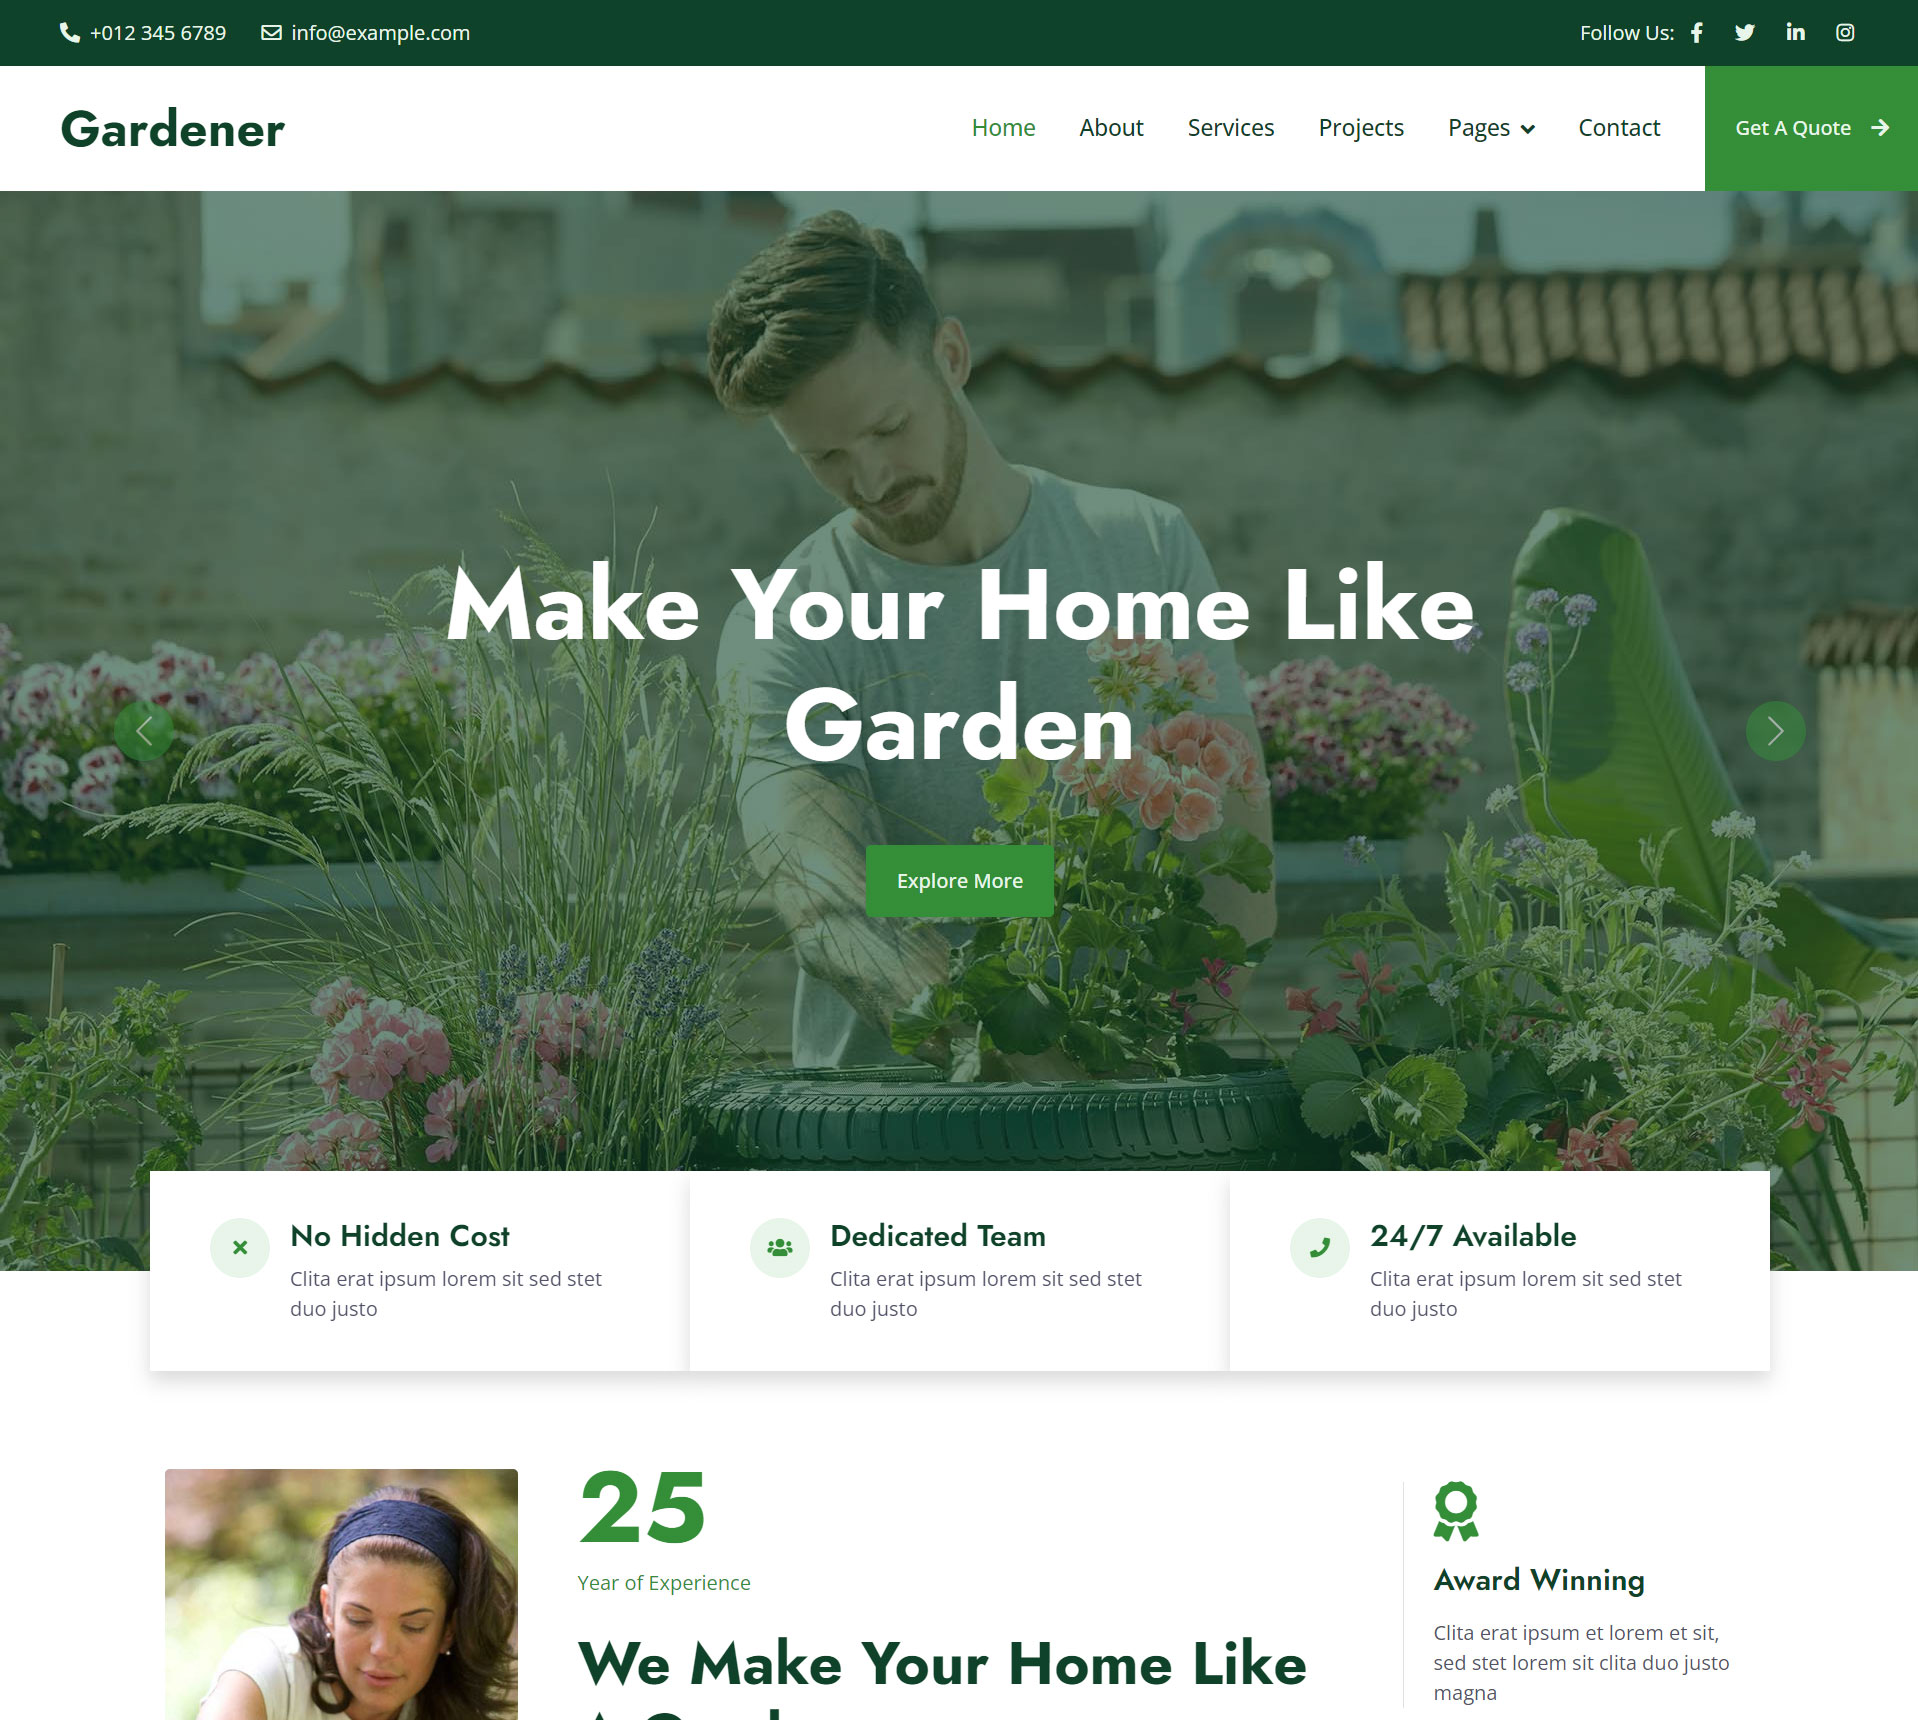 +012 345 6789
info@example.com
Follow Us:
Gardener
Home
About
Services
Projects
Pages
Contact
Get A Quote
Make Your Home Like
Garden
Explore More
No Hidden Cost
Clita erat ipsum lorem sit sed stet
duo justo
Dedicated Team
Clita erat ipsum lorem sit sed stet
duo justo
24/7 Available
Clita erat ipsum lorem sit sed stet
duo justo
25
Year of Experience
We Make Your Home Like
Award Winning
Clita erat ipsum et lorem et sit,
sed stet lorem sit clita duo justo
magna